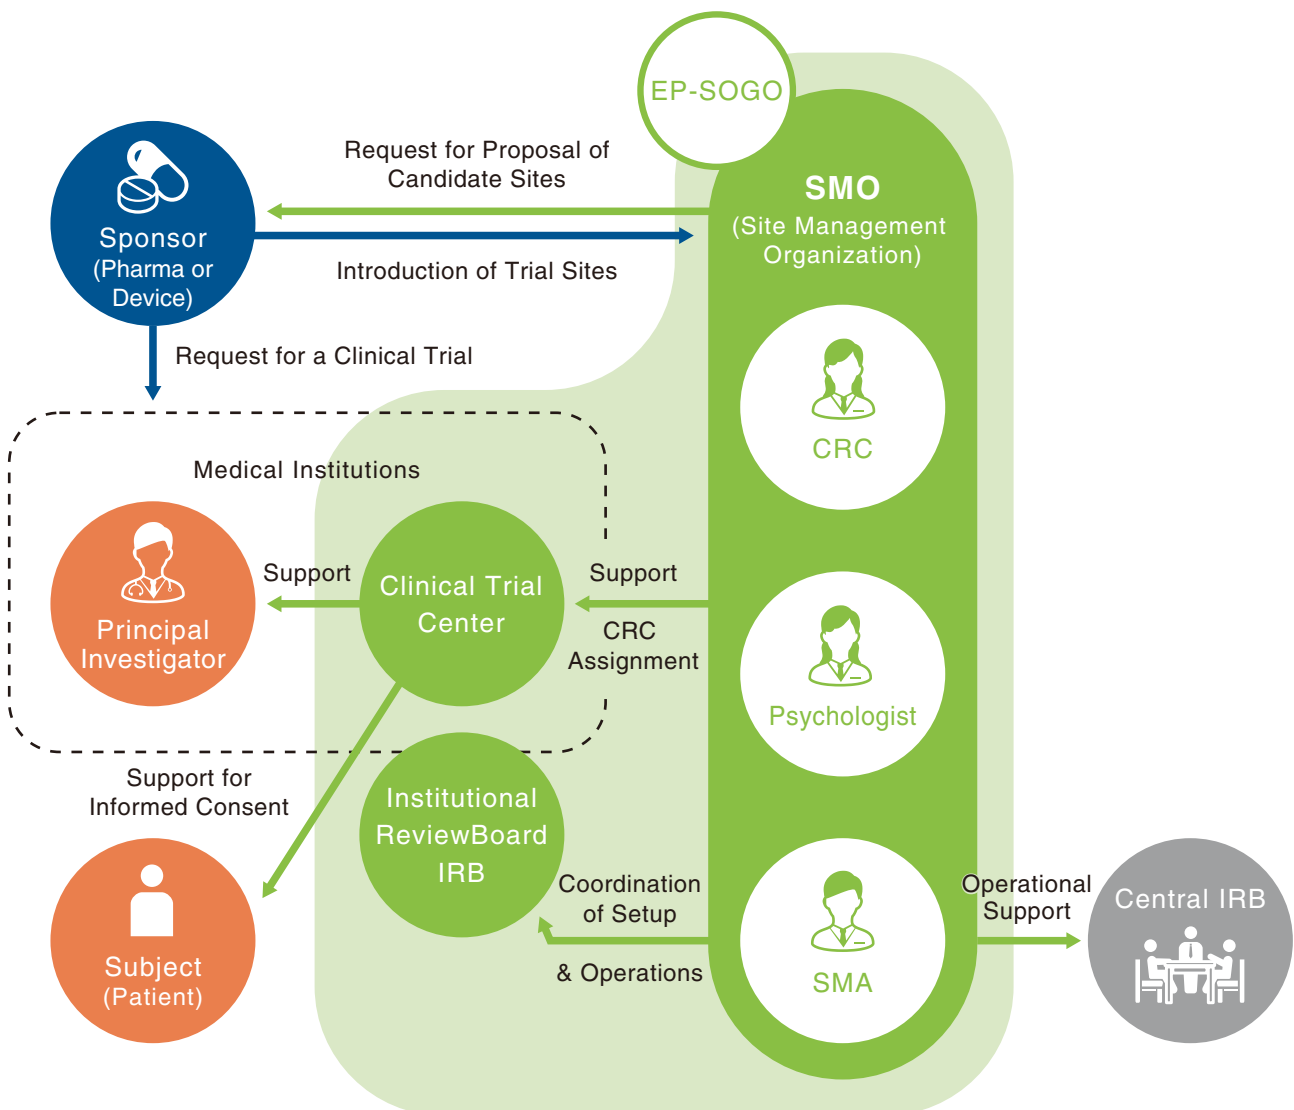 EP-SOGO
Request for Proposal of
Candidate Sites
SMO
(Site Management
Organization)
Sponsor
(Pharma or
Device)
Introduction of Trial Sites
Request for a Clinical Trial
CRC
Medical Institutions
Support
Clinical Trial
Center
Support
Principal
Investigator
CRC
Assignment
Psychologist
Support for
Informed Consent
Institutional
ReviewBoard
IRB
Coordination
of Setup
& Operations
Operational
Support
Central IRB
Subject
(Patient)
SMA